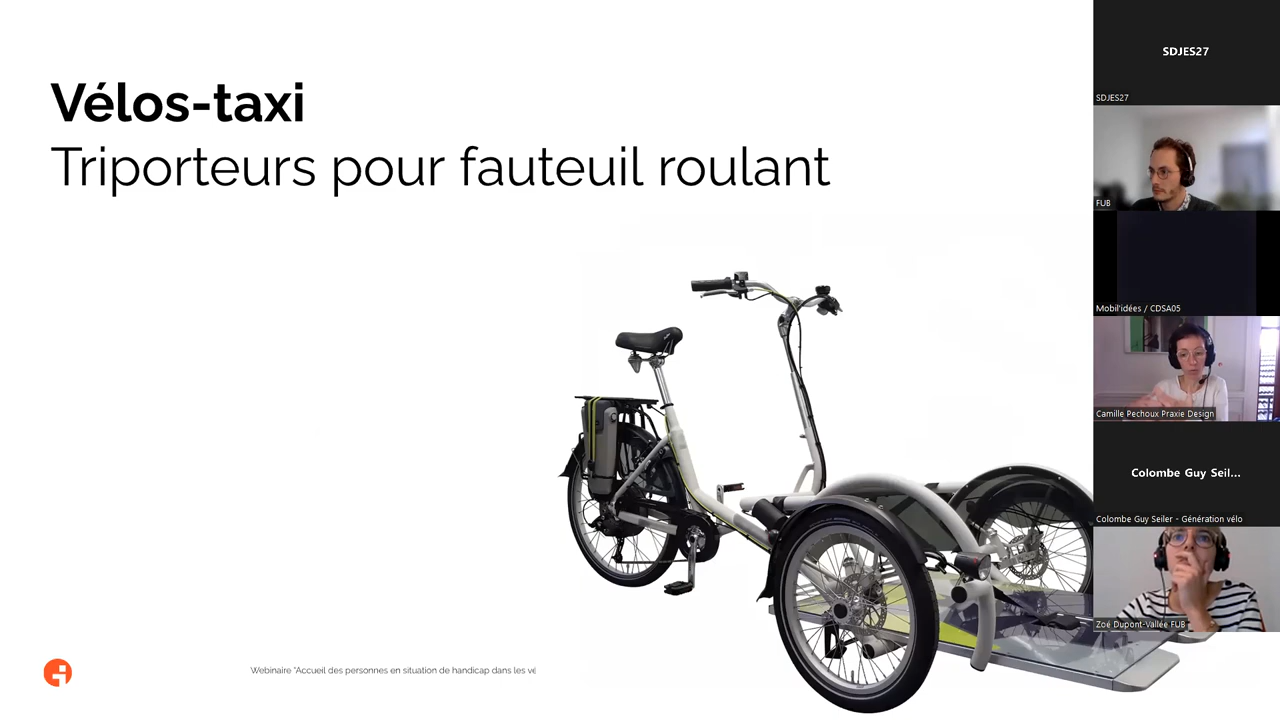 Vélos-taxi
Triporteurs pour fauteuil roulant
Webinaire "Accueil des personnes en situation de handicap dans les vé
SDJES27
SDJES27
FUB
Mobil'idées / CDSA05
Camille Pechoux Praxie Design
Colombe Guy Seil...
Colombe Guy Seiler - Génération vélo
Zoé Dupont-Vallée FUB